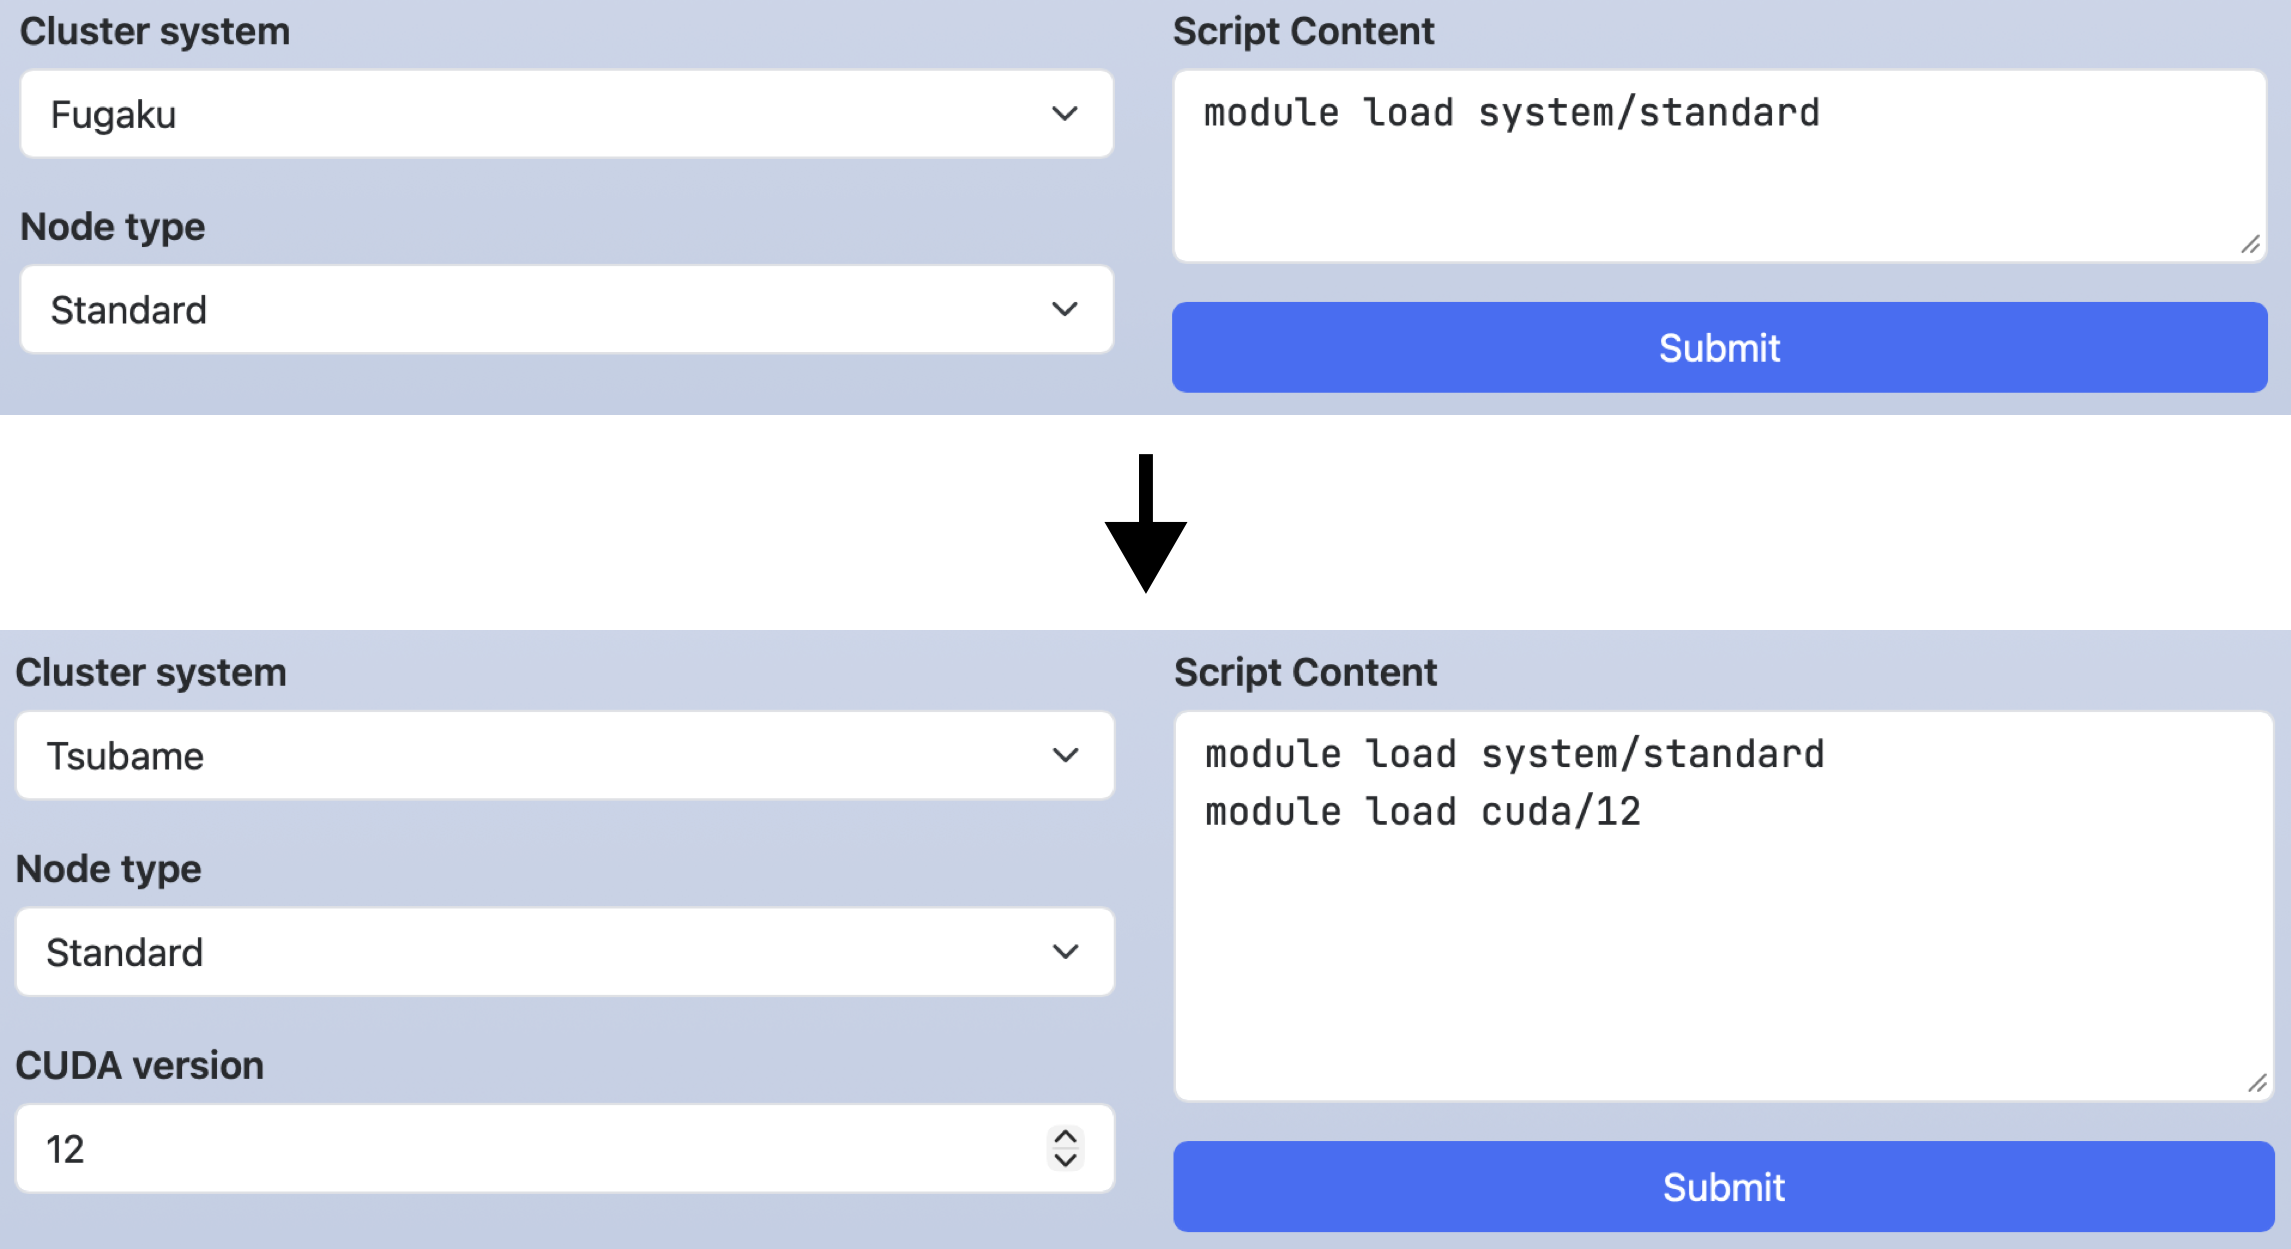 Cluster system
Fugaku
Node type
Standard
Script Content
module load system/standard
Submit
Cluster system
Tsubame
Node type
Standard
CUDA version
12
Script Content
module load system/standard
module load cuda/12
Submit